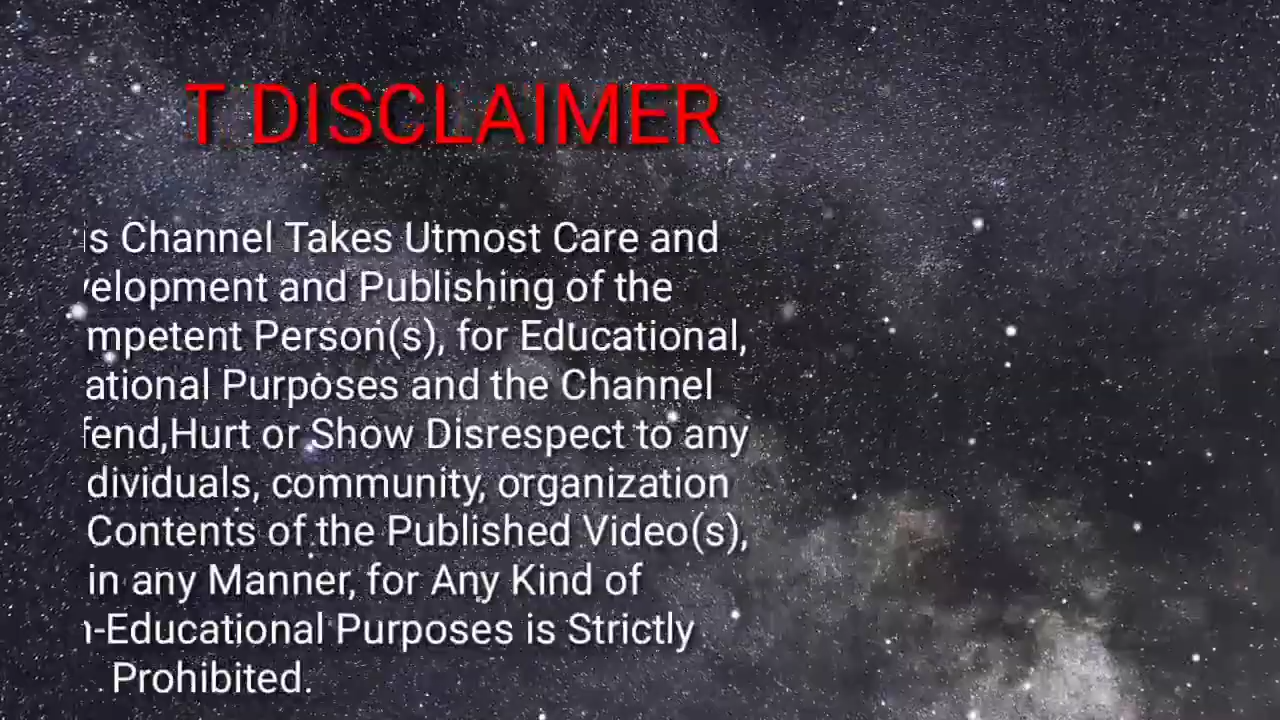 T DISCLAIMER
s Channel Takes Utmost Care and
velopment and Publishing of the
mpetent Person(s), for Educational,
ational Purposes and the Channel
fend,Hurt or Show Disrespect to any
dividuals, community, organization
Contents of the Published Video(s),
in any Manner, for Any Kind of
-Educational Purposes is Strictly
Prohibited.